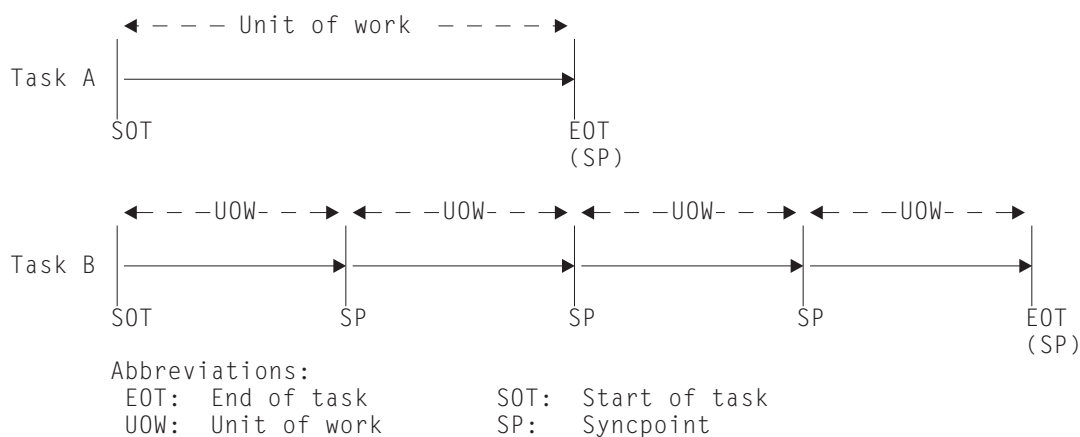 Unit of work
Task A
SOT EOT
(SP)
UOW UOW UOW UOW
Task B
SOT SP SP SP EOT
(SP)
Abbreviations:
EOT: End of task SOT: Start of task
UOW: Unit of work SP: Syncpoint